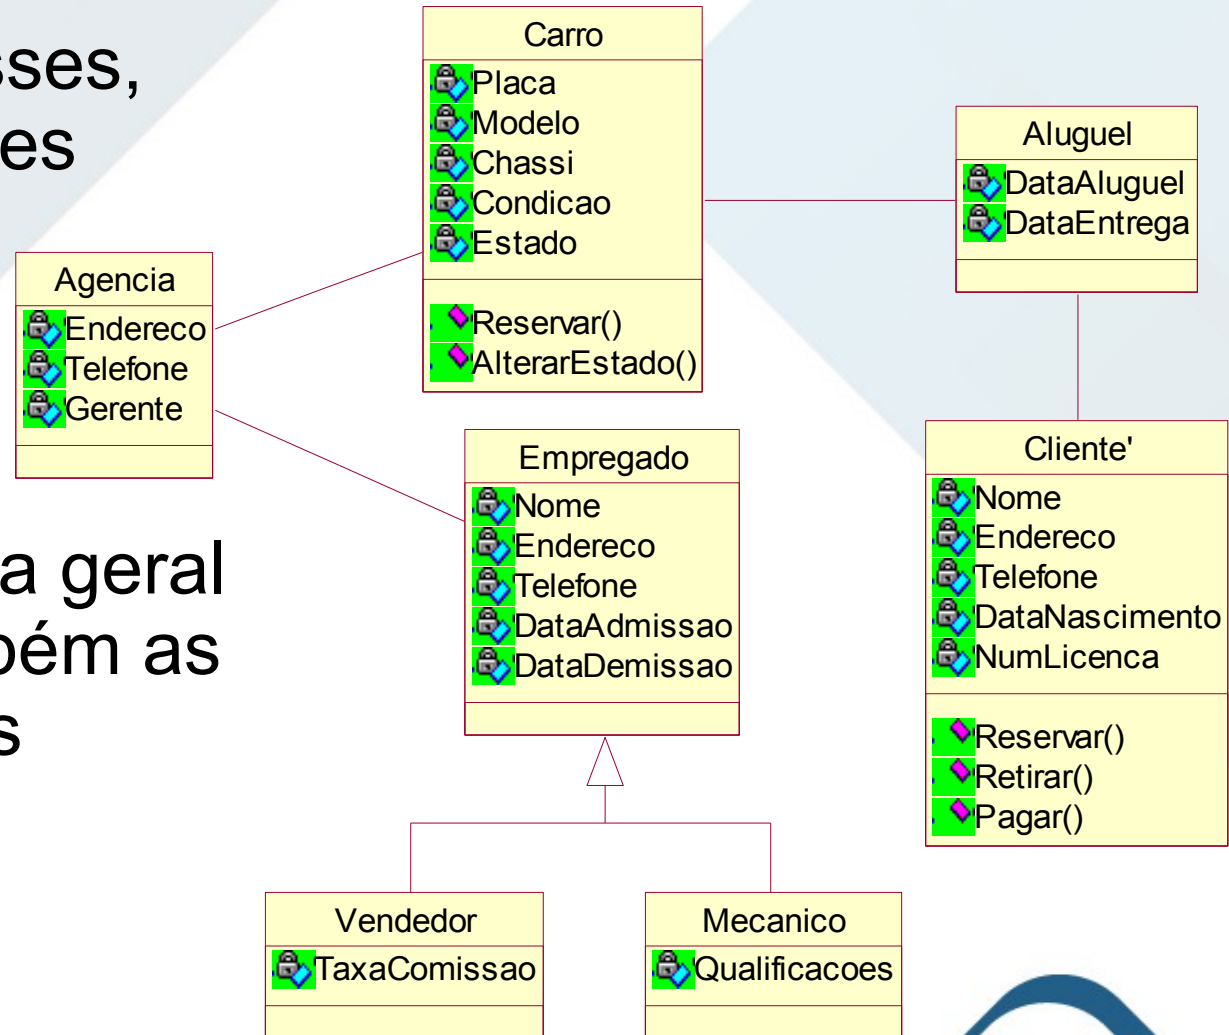 sses,
es
a geral
bém as
s
Carro
Placa
Modelo
Chassi
Condicao
Estado
Reservar()
AlterarEstado()
Aluguel
DataAluguel
DataEntrega
Agencia
Endereco
Telefone
Gerente
Empregado
Nome
Endereco
Telefone
DataAdmissao
DataDemissao
Cliente'
Nome
Endereco
Telefone
DataNascimento
NumLicenca
Reservar()
Retirar()
Pagar()
Vendedor
TaxaComissao
Mecanico
Qualificacoes